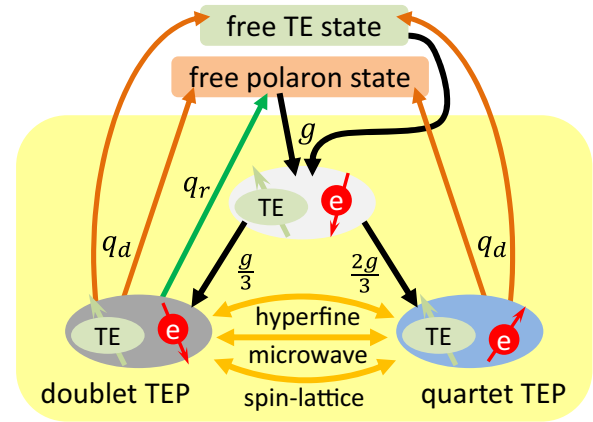 free TE state
free polaron state
g
q_r
TE
e
q_d
q_d
g/3
2g/3
hyperfine
TE
e
TE
e
microwave
doublet TEP
quartet TEP
spin-lattice